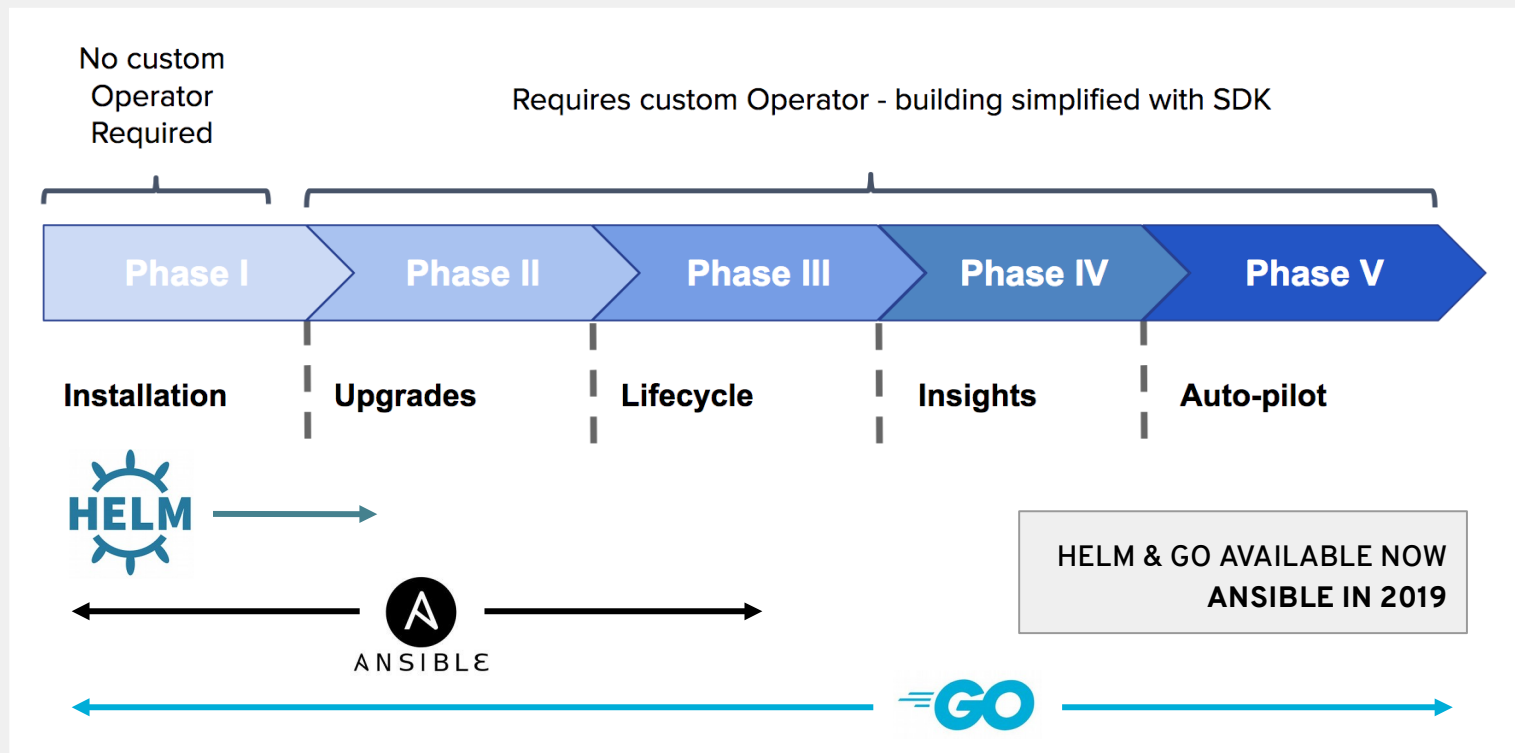 No custom
Operator
Required
Requires custom Operator - building simplified with SDK
Phase I
Phase II
Phase III
Phase IV
Phase V
Installation
Upgrades
Lifecycle
Insights
Auto-pilot
HELM
HELM & GO AVAILABLE NOW
ANSIBLE IN 2019
A
ANSIBLE
GO